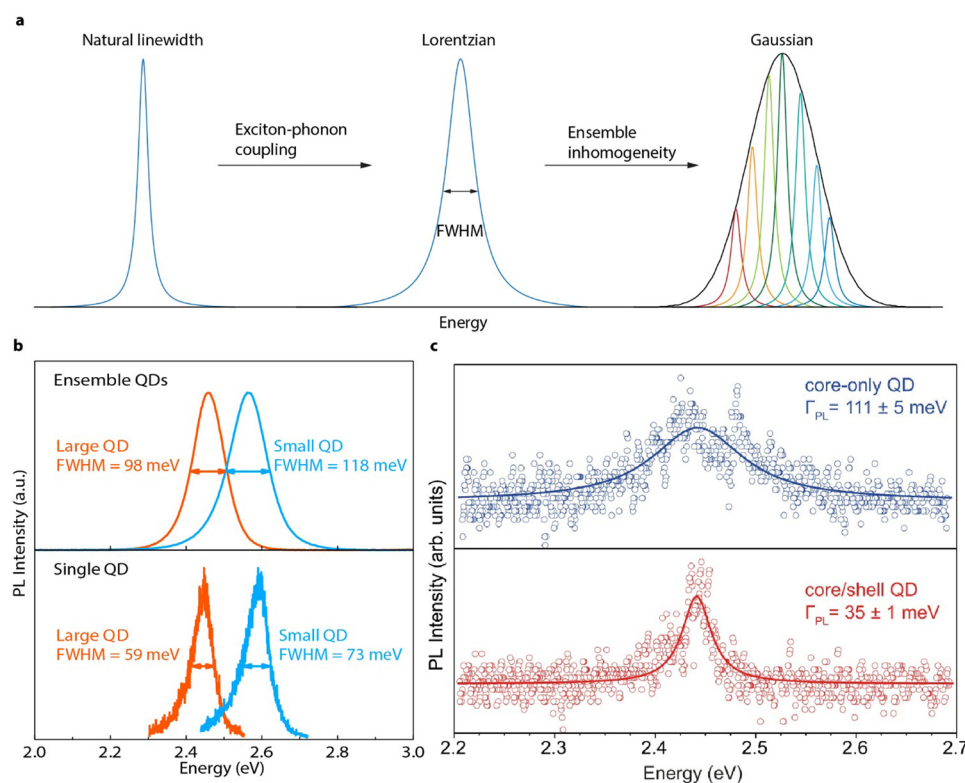 a
Natural linewidth
Lorentzian
Gaussian
Exciton-phonon
coupling
Ensemble
inhomogeneity
FWHM
Energy
b
Ensemble QDs
Large QD
FWHM = 98 meV
Small QD
FWHM = 118 meV
Single QD
Large QD
FWHM = 59 meV
Small QD
FWHM = 73 meV
PL Intensity (a.u.)
2.0 2.2 2.4 2.6 2.8 3.0
Energy (eV)
c
core-only QD
Γ_PL = 111 ± 5 meV
core/shell QD
Γ_PL = 35 ± 1 meV
PL Intensity (arb. units)
2.2 2.3 2.4 2.5 2.6 2.7
Energy (eV)